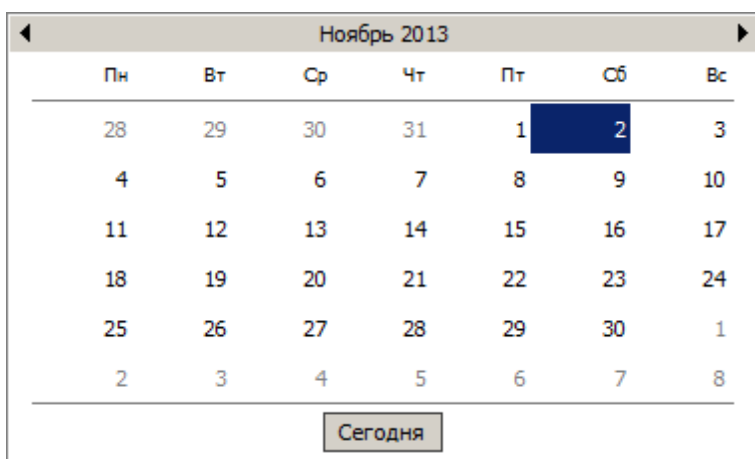 Ноябрь 2013
Пн Вт Ср Чт Пт Сб Вс
28 29 30 31 1 2 3
4 5 6 7 8 9 10
11 12 13 14 15 16 17
18 19 20 21 22 23 24
25 26 27 28 29 30 1
2 3 4 5 6 7 8
Сегодня